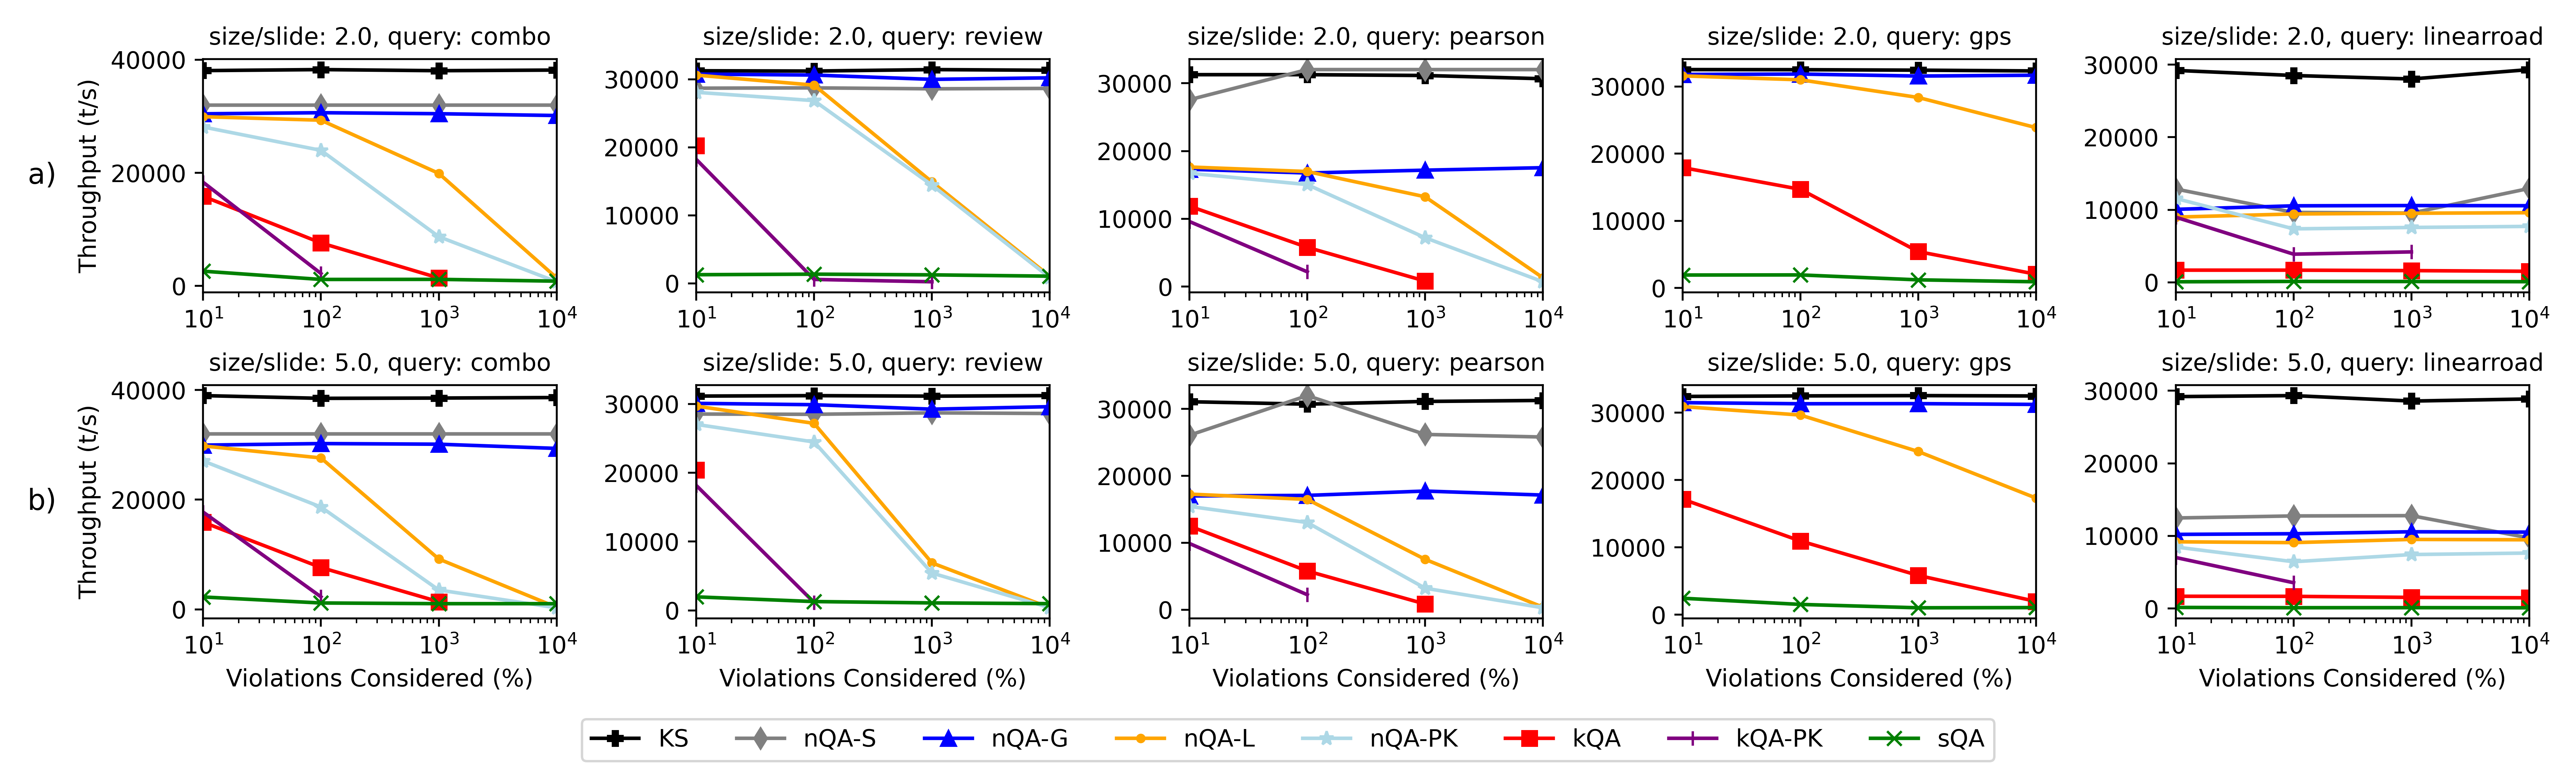 size/slide: 2.0, query: combo
size/slide: 2.0, query: review
size/slide: 2.0, query: pearson
size/slide: 2.0, query: gps
size/slide: 2.0, query: linearroad
a)
Throughput (t/s)
40000
20000
0
10¹ 10² 10³ 10⁴
30000
20000
10000
0
10¹ 10² 10³ 10⁴
30000
20000
10000
0
10¹ 10² 10³ 10⁴
30000
20000
10000
0
10¹ 10² 10³ 10⁴
30000
20000
10000
0
10¹ 10² 10³ 10⁴
size/slide: 5.0, query: combo
size/slide: 5.0, query: review
size/slide: 5.0, query: pearson
size/slide: 5.0, query: gps
size/slide: 5.0, query: linearroad
b)
Throughput (t/s)
40000
20000
0
10¹ 10² 10³ 10⁴
Violations Considered (%)
30000
20000
10000
0
10¹ 10² 10³ 10⁴
Violations Considered (%)
30000
20000
10000
0
10¹ 10² 10³ 10⁴
Violations Considered (%)
30000
20000
10000
0
10¹ 10² 10³ 10⁴
Violations Considered (%)
30000
20000
10000
0
10¹ 10² 10³ 10⁴
Violations Considered (%)
KS nQA-S nQA-G nQA-L nQA-PK kQA kQA-PK sQA